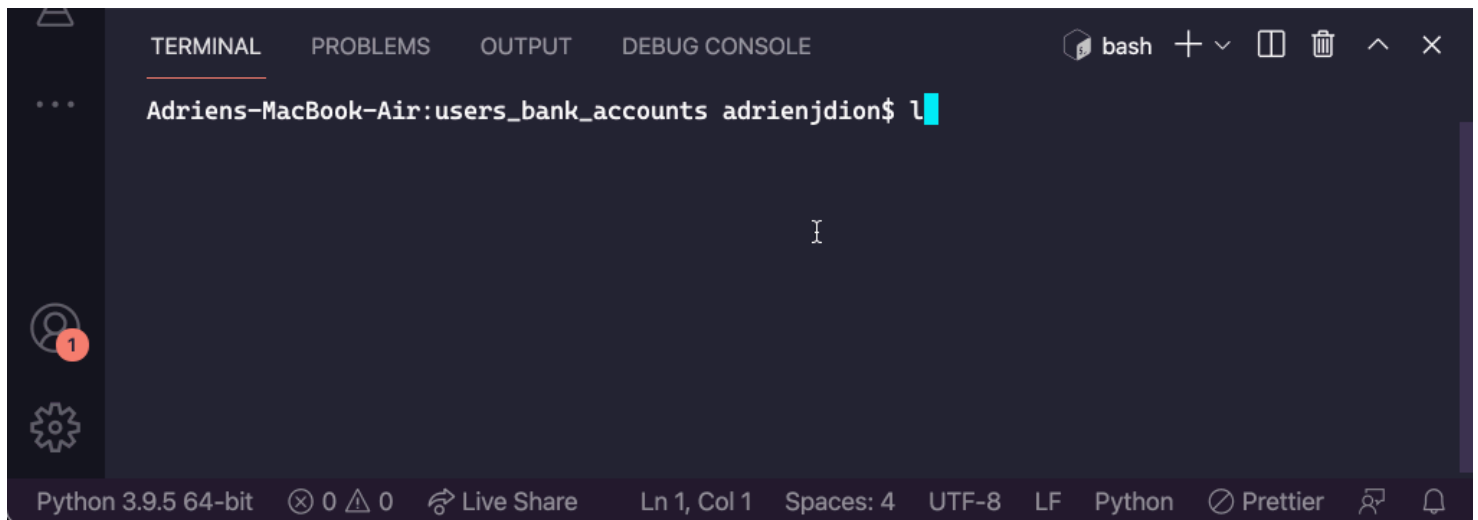 TERMINAL PROBLEMS OUTPUT DEBUG CONSOLE bash
Adriens-MacBook-Air:users_bank_accounts adrienjdion$ l
1
Python 3.9.5 64-bit 0 0 Live Share Ln 1, Col 1 Spaces: 4 UTF-8 LF Python Prettier